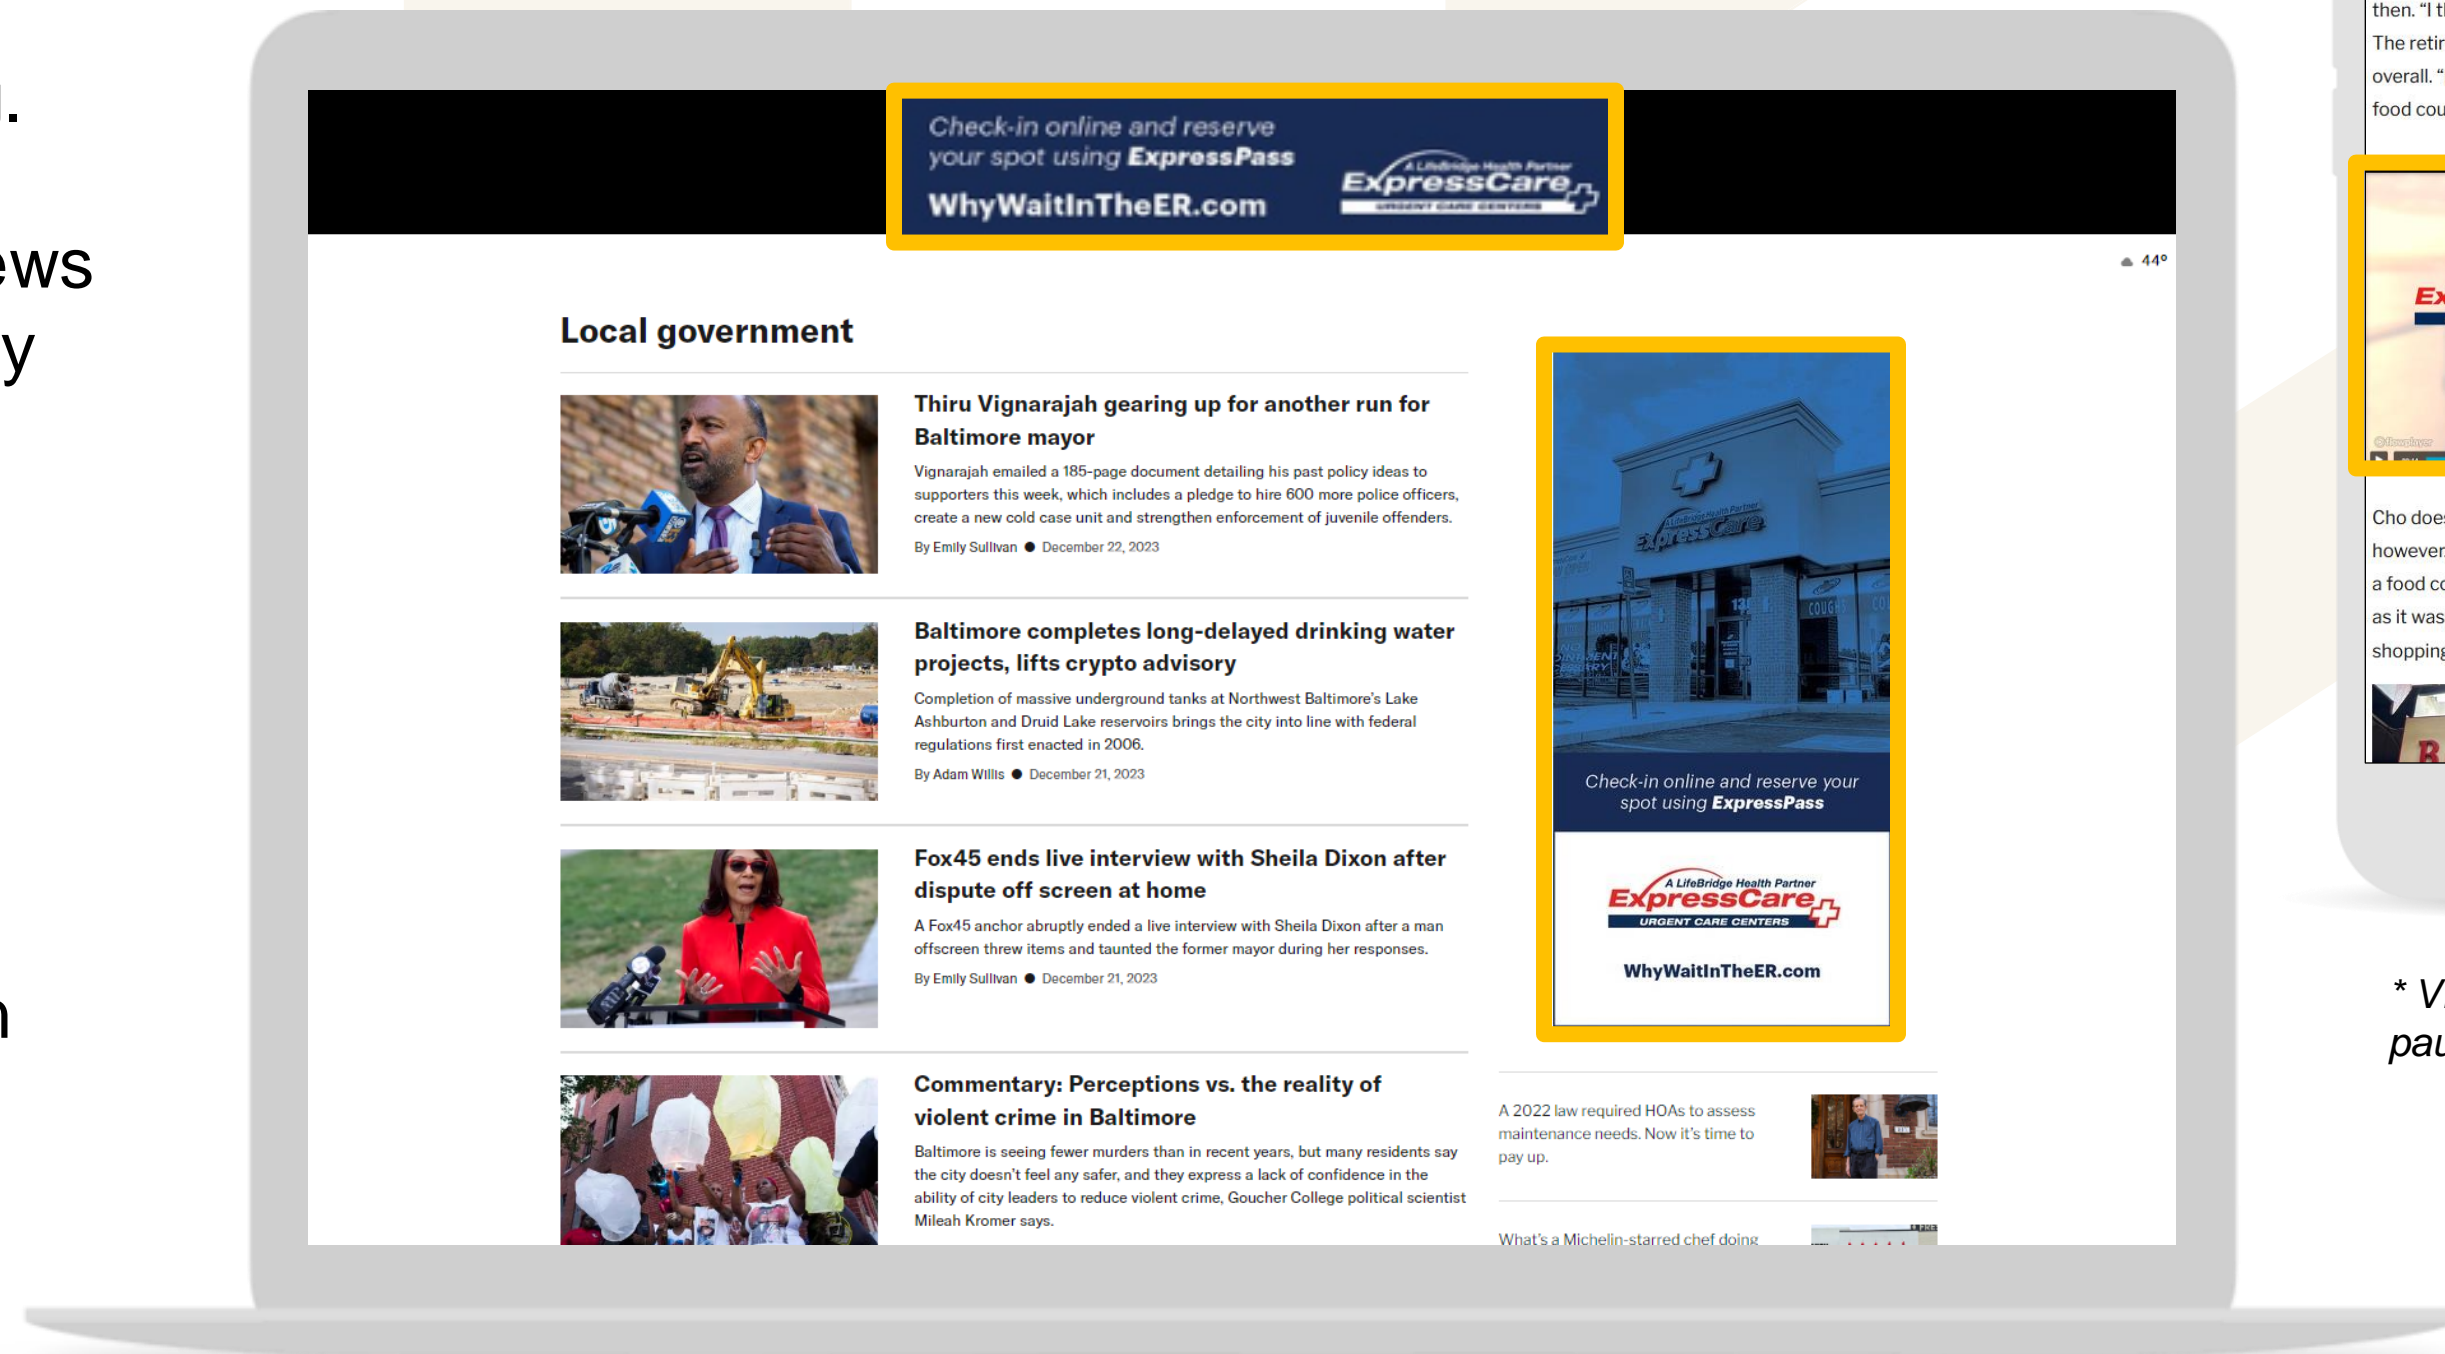 Check-in online and reserve
your spot using ExpressPass
WhyWaitInTheER.com
A LifeBridge Health Partner
ExpressCare
URGENT CARE CENTERS
44°
Local government
Thiru Vignarajah gearing up for another run for
Baltimore mayor
Vignarajah emailed a 185-page document detailing his past policy ideas to
supporters this week, which includes a pledge to hire 600 more police officers,
create a new cold case unit and strengthen enforcement of juvenile offenders.
By Emily Sullivan ● December 22, 2023
Baltimore completes long-delayed drinking water
projects, lifts crypto advisory
Completion of massive underground tanks at Northwest Baltimore's Lake
Ashburton and Druid Lake reservoirs brings the city into line with federal
regulations first enacted in 2006.
By Adam Willis ● December 21, 2023
Fox45 ends live interview with Sheila Dixon after
dispute off screen at home
A Fox45 anchor abruptly ended a live interview with Sheila Dixon after a man
offscreen threw items and taunted the former mayor during her responses.
By Emily Sullivan ● December 21, 2023
Commentary: Perceptions vs. the reality of
violent crime in Baltimore
Baltimore is seeing fewer murders than in recent years, but many residents say
the city doesn't feel any safer, and they express a lack of confidence in the
ability of city leaders to reduce violent crime, Goucher College political scientist
Mileah Kromer says.
A LifeBridge Health Partner
ExpressCare
COUGHS
Check-in online and reserve your
spot using ExpressPass
A LifeBridge Health Partner
ExpressCare
URGENT CARE CENTERS
WhyWaitInTheER.com
A 2022 law required HOAs to assess
maintenance needs. Now it's time to
pay up.
What's a Michelin-starred chef doing
then. "I
The
overall. "
food
Ex
@flowplayer
Cho
however
a food
as it was
shopping
*